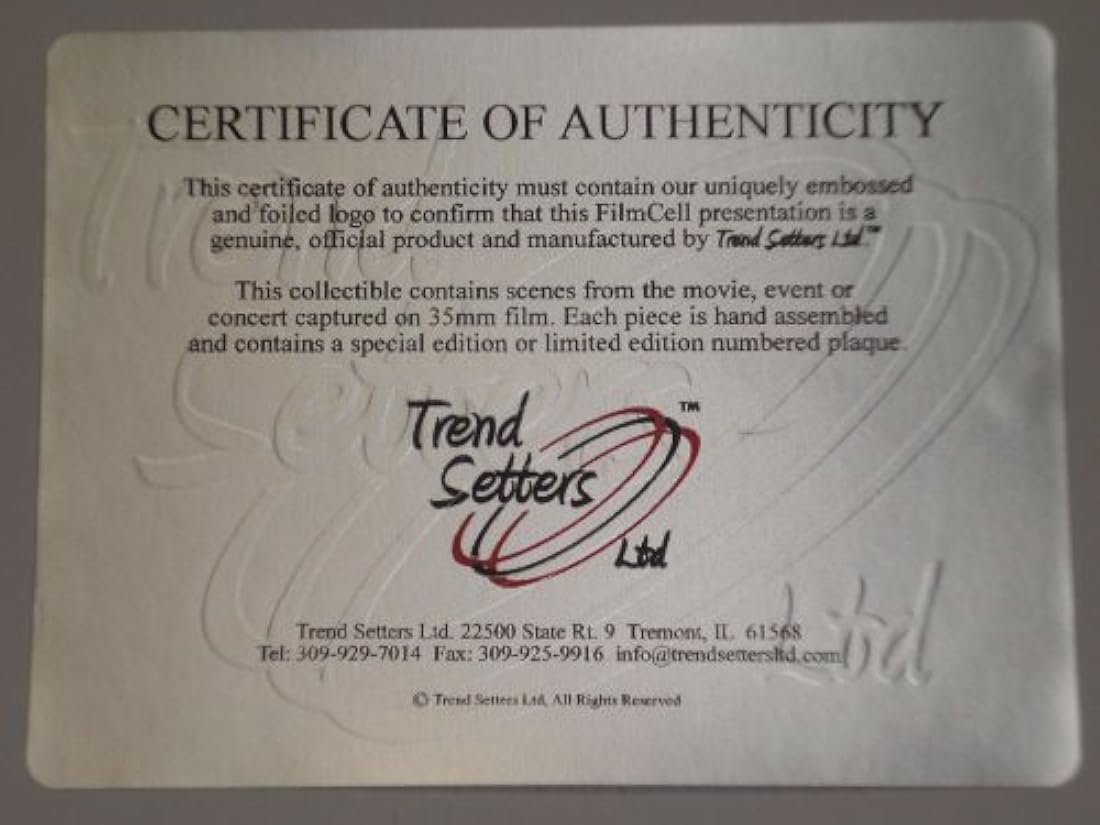 CERTIFICATE OF AUTHENTICITY
This certificate of authenticity must contain our uniquely embossed
and foiled logo to confirm that this FilmCell presentation is a
genuine, official product and manufactured by Trend Setters Ltd.™
This collectible contains scenes from the movie, event or
concert captured on 35mm film. Each piece is hand assembled
and contains a special edition or limited edition numbered plaque.
Trend
Setters
™
Ltd
Trend Setters Ltd. 22500 State Rt. 9 Tremont, IL 61568
Tel: 309-929-7014 Fax: 309-925-9916 info@trendsettersltd.com
© Trend Setters Ltd, All Rights Reserved
Trend
Setters
Ltd